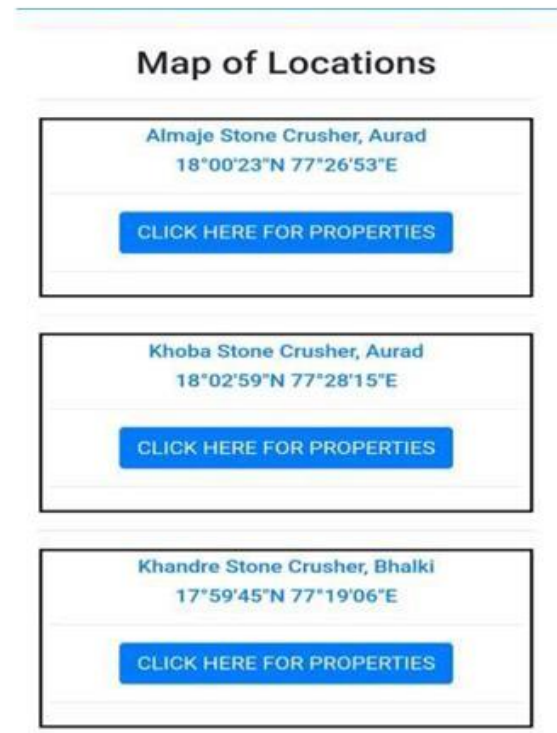 Map of Locations
Almaje Stone Crusher, Aurad
18°00'23"N 77°26'53"E
CLICK HERE FOR PROPERTIES
Khoba Stone Crusher, Aurad
18°02'59"N 77°28'15"E
CLICK HERE FOR PROPERTIES
Khandre Stone Crusher, Bhalki
17°59'45"N 77°19'06"E
CLICK HERE FOR PROPERTIES